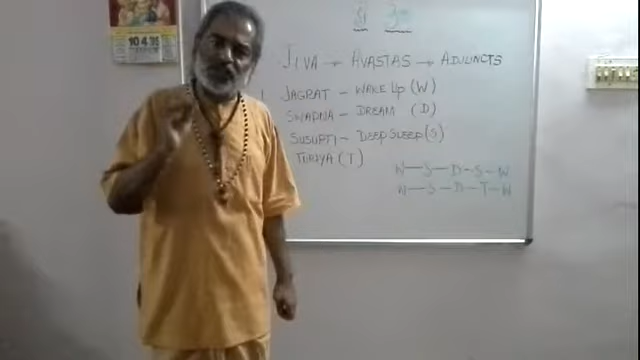 JIVA → AVASTAS → ADJUNCTS
JAGRAT – WAKE UP (W)
SWAPNA – DREAM (D)
SUSUPTI – DEEP SLEEP (S)
TURIYA (T)
W – S – D – S – W
W – S – D – T – W